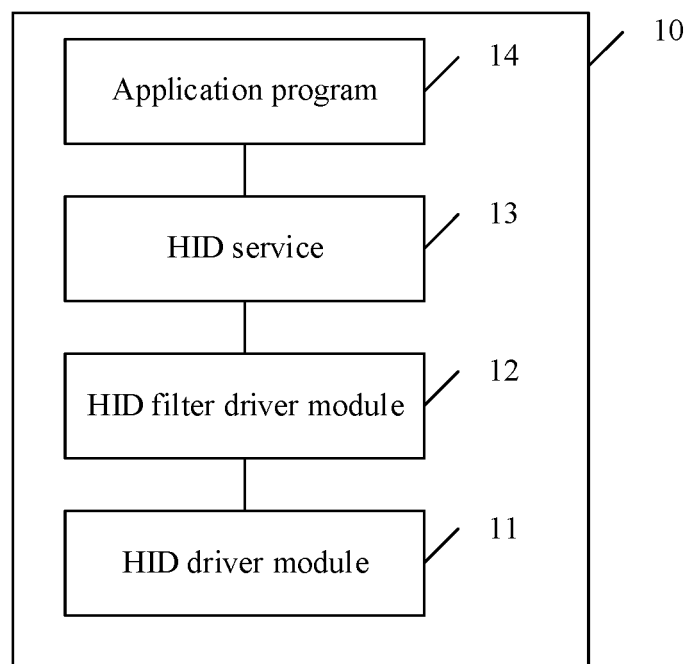 10
14
Application program
13
HID service
12
HID filter driver module
11
HID driver module